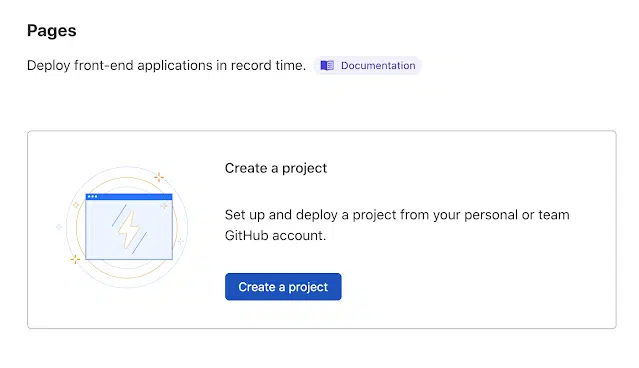 Pages
Deploy front-end applications in record time. Documentation
Create a project
Set up and deploy a project from your personal or team
GitHub account.
Create a project